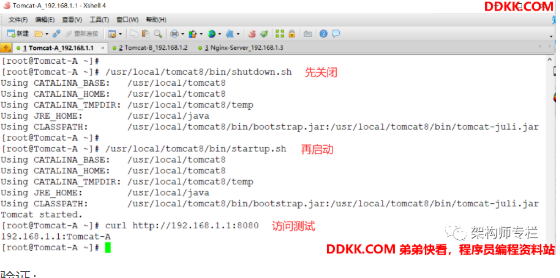 Tomcat-A_192.168.1.1 - Xshell 4
DDKK.COM
文件(F) 编辑(E) 查看(V) 工具(T) 窗口(W) 帮助(H)
新建
重新连接
1 Tomcat-A_192.168.1.1 2 Tomcat-B_192.168.1.2 3 Nginx-Server_192.168.1.3
[root@Tomcat-A ~]#
[root@Tomcat-A ~]# /usr/local/tomcat8/bin/shutdown.sh 先关闭
Using CATALINA_BASE: /usr/local/tomcat8
Using CATALINA_HOME: /usr/local/tomcat8
Using CATALINA_TMPDIR: /usr/local/tomcat8/temp
Using JRE_HOME: /usr/local/java
Using CLASSPATH: /usr/local/tomcat8/bin/bootstrap.jar:/usr/local/tomcat8/bin/tomcat-juli.jar
[root@Tomcat-A ~]#
[root@Tomcat-A ~]# /usr/local/tomcat8/bin/startup.sh 再启动
Using CATALINA_BASE: /usr/local/tomcat8
Using CATALINA_HOME: /usr/local/tomcat8
Using CATALINA_TMPDIR: /usr/local/tomcat8/temp
Using JRE_HOME: /usr/local/java
Using CLASSPATH: /usr/local/tomcat8/bin/bootstrap.jar:/usr/local/tomcat8/bin/tomcat-juli.jar
Tomcat started.
[root@Tomcat-A ~]# curl http://192.168.1.1:8080 访问测试
192.168.1.1:Tomcat-A
架构师专栏
[root@Tomcat-A ~]#
DDKK.COM 弟弟快看，程序员编程资料站